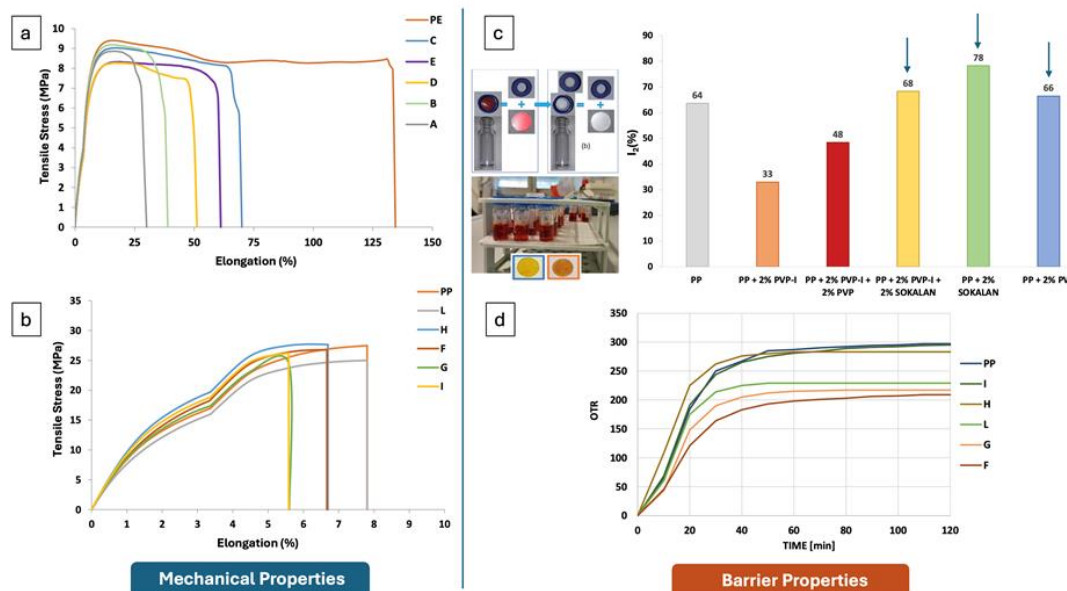 a
Tensile Stress (MPa)
10
9
8
7
6
5
4
3
2
1
0
0 25 50 75 100 125 150
Elongation (%)
PE
C
E
D
B
A
b
Tensile Stress (MPa)
35
30
25
20
15
10
5
0
0 1 2 3 4 5 6 7 8 9 10
Elongation (%)
PP
L
H
F
G
I
Mechanical Properties
c
(b)
I2(%)
90
80
70
60
50
40
30
20
10
0
64
33
48
68
78
66
PP
PP + 2% PVP-I
PP + 2% PVP-I +
2% PVP
PP + 2% PVP-I +
2% SOKALAN
PP + 2%
SOKALAN
PP + 2% PV
d
OTR
350
300
250
200
150
100
50
0
0 20 40 60 80 100 120
TIME [min]
PP
I
H
L
G
F
Barrier Properties